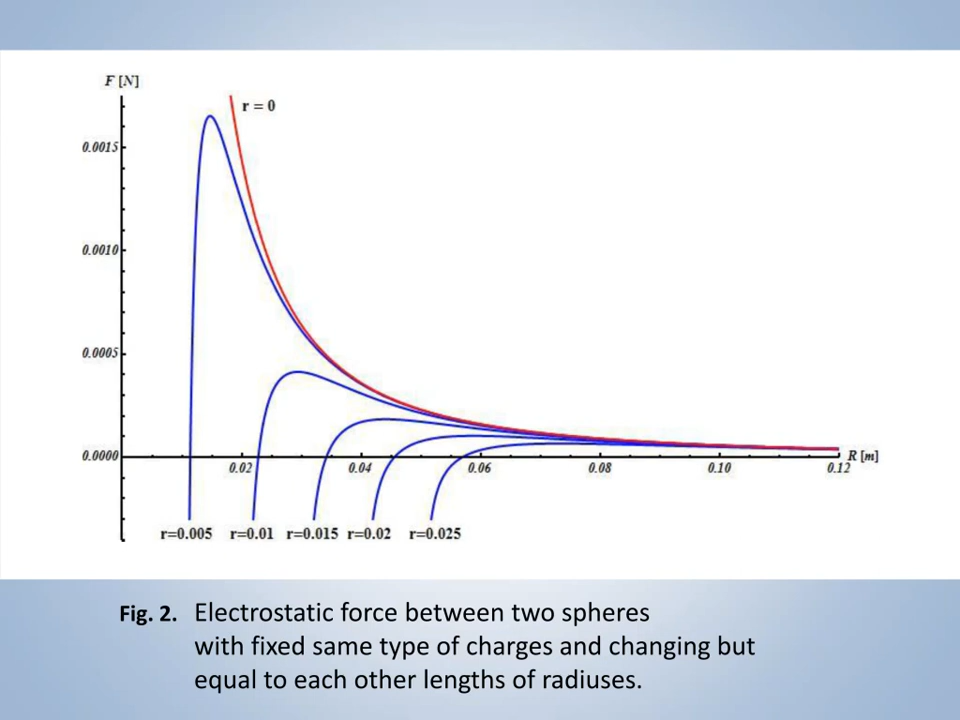 F [N]
r = 0
0.0015
0.0010
0.0005
0.0000
R [m]
0.02 0.04 0.06 0.08 0.10 0.12
r=0.005 r=0.01 r=0.015 r=0.02 r=0.025
Fig. 2. Electrostatic force between two spheres
with fixed same type of charges and changing but
equal to each other lengths of radiuses.